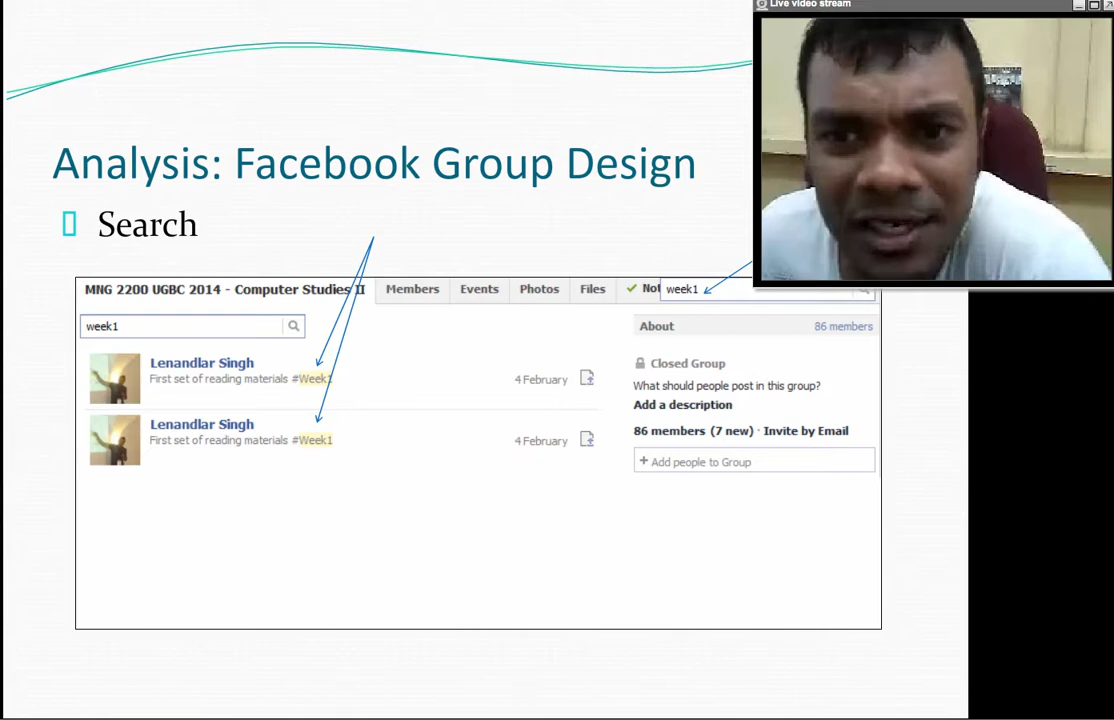 Live video stream
Analysis: Facebook Group Design
Search
MNG 2200 UGBC 2014 - Computer Studies II Members Events Photos Files ✓ Not week1
week1
About 86 members
Lenandlar Singh
First set of reading materials #Week1
4 February
Closed Group
What should people post in this group?
Add a description
Lenandlar Singh
First set of reading materials #Week1
4 February
86 members (7 new) · Invite by Email
+ Add people to Group